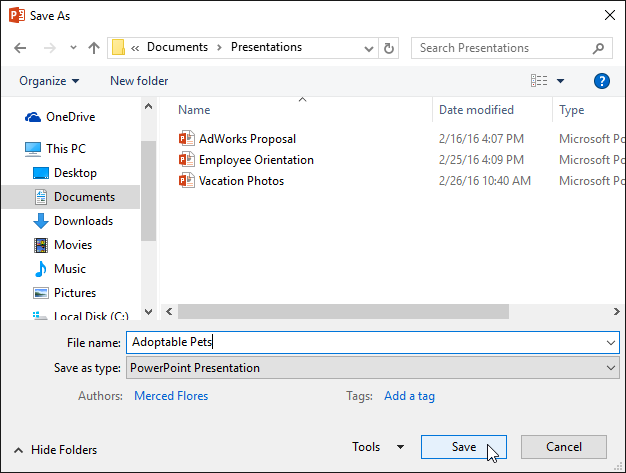 Save As
« Documents > Presentations
Search Presentations
Organize
New folder
?
Name
Date modified
Type
OneDrive
This PC
Desktop
Documents
Downloads
Movies
Music
Pictures
Local Disk (C:)
AdWorks Proposal 2/16/16 4:07 PM Microsoft Po
Employee Orientation 2/25/16 4:09 PM Microsoft Po
Vacation Photos 2/26/16 10:40 AM Microsoft Po
File name: Adoptable Pets
Save as type: PowerPoint Presentation
Authors: Merced Flores
Tags: Add a tag
Hide Folders
Tools
Save
Cancel